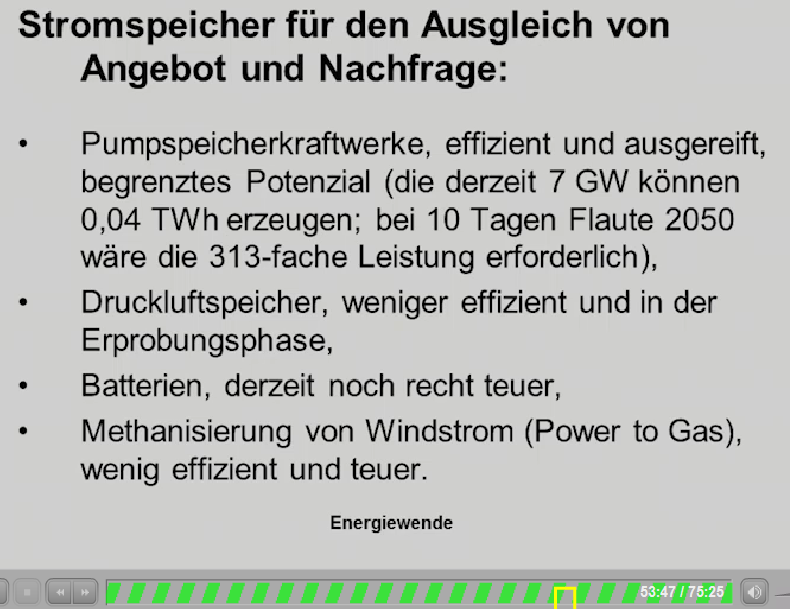 Stromspeicher für den Ausgleich von
Angebot und Nachfrage:
• Pumpspeicherkraftwerke, effizient und ausgereift,
begrenztes Potenzial (die derzeit 7 GW können
0,04 TWh erzeugen; bei 10 Tagen Flaute 2050
wäre die 313-fache Leistung erforderlich),
• Druckluftspeicher, weniger effizient und in der
Erprobungsphase,
• Batterien, derzeit noch recht teuer,
• Methanisierung von Windstrom (Power to Gas),
wenig effizient und teuer.
Energiewende
53:47 / 75:25